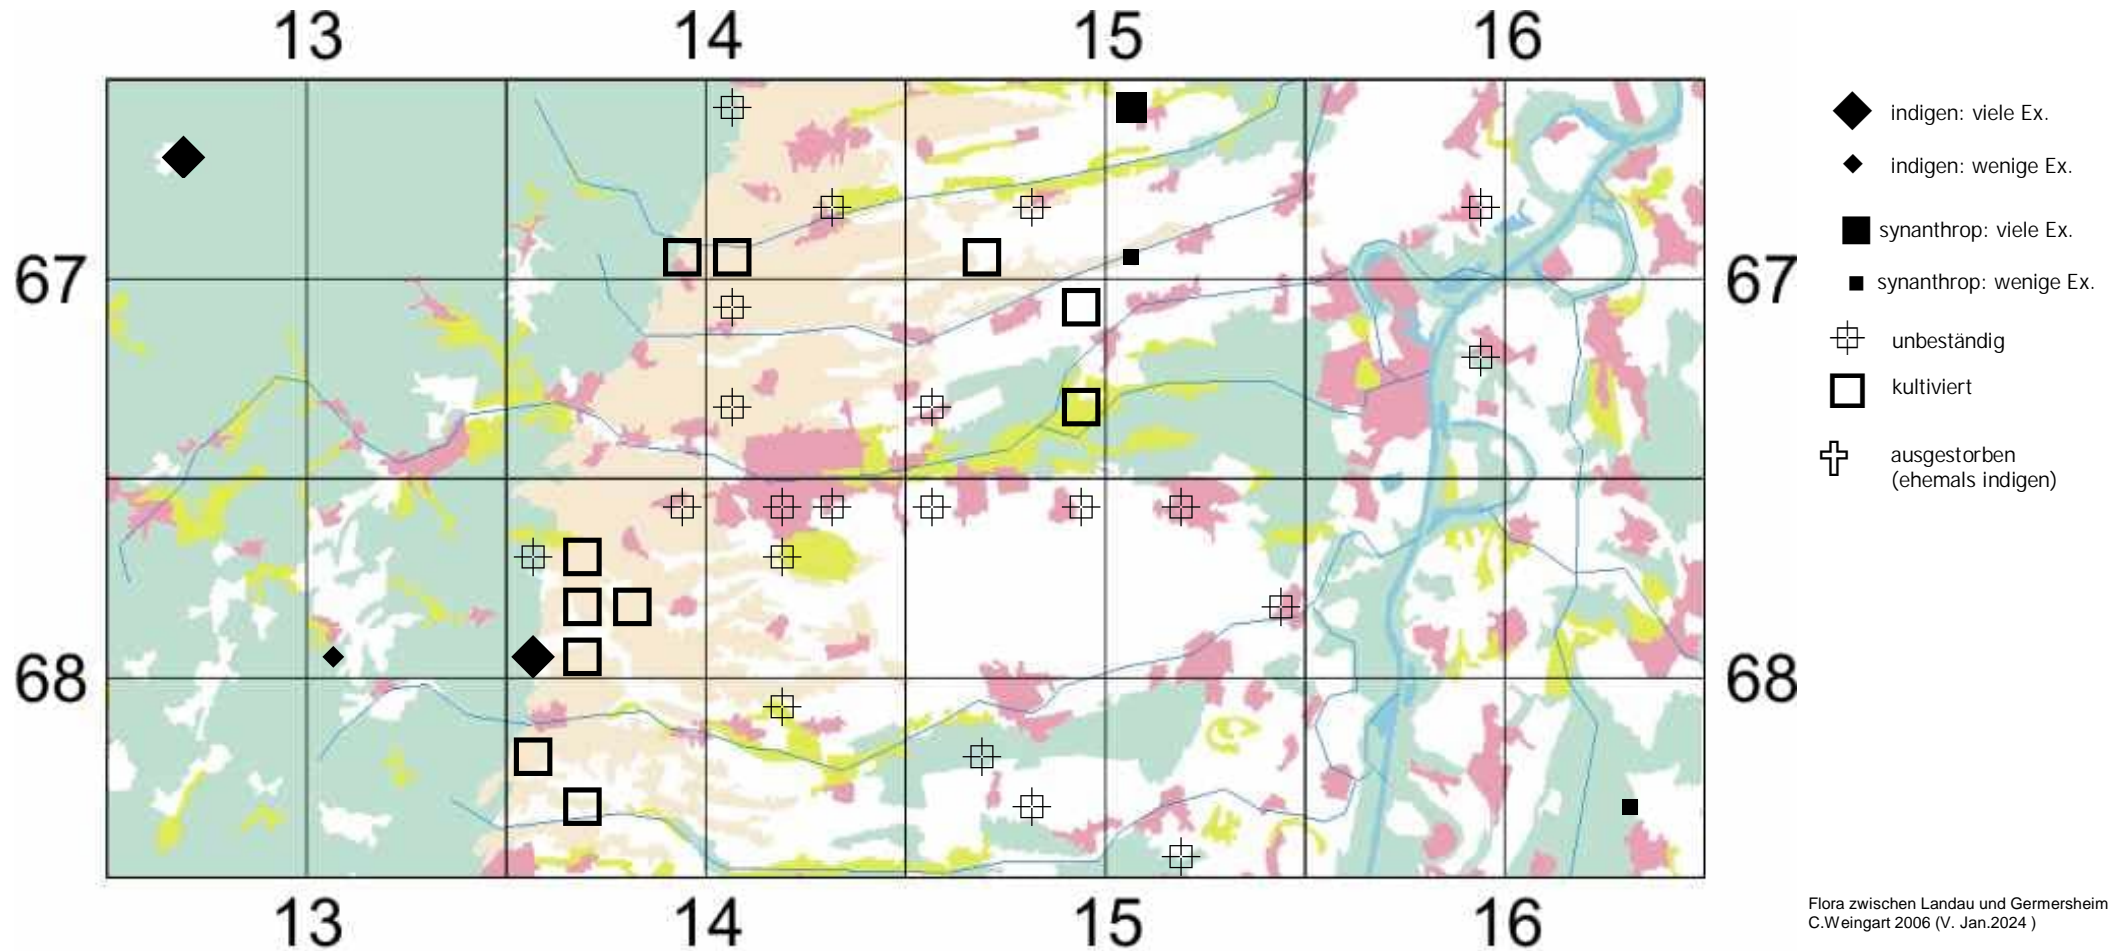 13 14 15 16
indigen: viele Ex.
indigen: wenige Ex.
synanthrop: viele Ex.
67 67
synanthrop: wenige Ex.
unbeständig
kultiviert
ausgestorben
(ehemals indigen)
68 68
13 14 15 16
Flora zwischen Landau und Germersheim
C.Weingart 2006 (V. Jan.2024 )